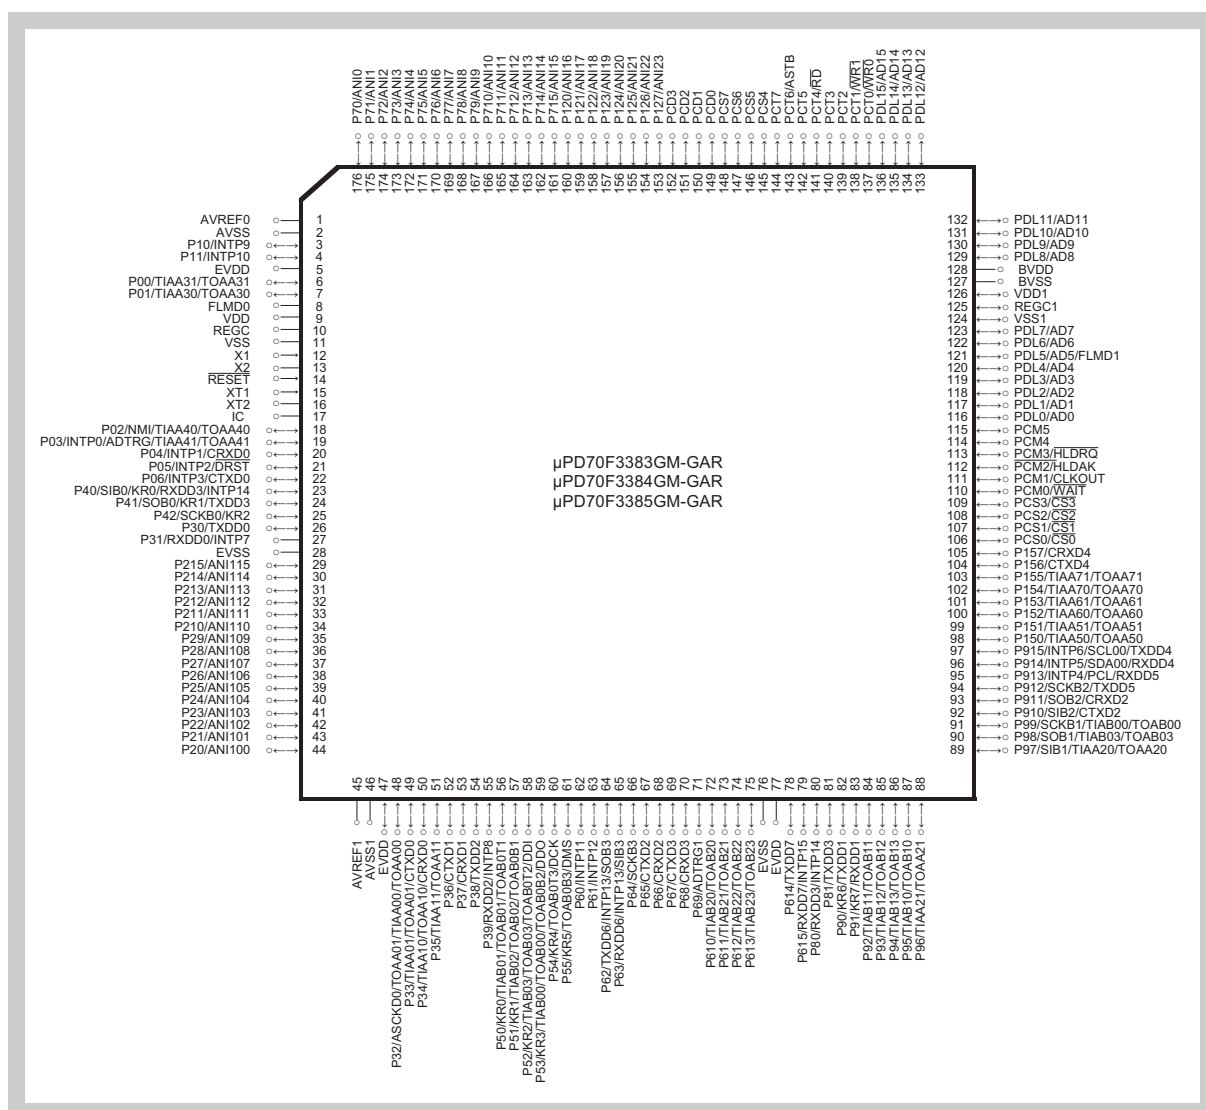 P70/ANI0
P71/ANI1
P72/ANI2
P73/ANI3
P74/ANI4
P75/ANI5
P76/ANI6
P77/ANI7
P78/ANI8
P79/ANI9
P710/ANI10
P711/ANI11
P712/ANI12
P713/ANI13
P714/ANI14
P715/ANI15
P120/ANI16
P121/ANI17
P122/ANI18
P123/ANI19
P124/ANI20
P125/ANI21
P126/ANI22
P127/ANI23
PCD3
PCD2
PCD1
PCD0
PCS7
PCS6
PCS5
PCS4
PCT7
PCT6/ASTB
PCT5
PCT4/RD
PCT3
PCT2
PCT1/WR1
PCT0/WR0
PDL15/AD15
PDL14/AD14
PDL13/AD13
PDL12/AD12
176
175
174
173
172
171
170
169
168
167
166
165
164
163
162
161
160
159
158
157
156
155
154
153
152
151
150
149
148
147
146
145
144
143
142
141
140
139
138
137
136
135
134
133
AVREF0 1
AVSS 2
P10/INTP9 3
P11/INTP10 4
EVDD 5
P00/TIAA31/TOAA31 6
P01/TIAA30/TOAA30 7
FLMD0 8
VDD 9
REGC 10
VSS 11
X1 12
X2 13
RESET 14
XT1 15
XT2 16
IC 17
P02/NMI/TIAA40/TOAA40 18
P03/INTP0/ADTRG/TIAA41/TOAA41 19
P04/INTP1/CRXD0 20
P05/INTP2/DRST 21
P06/INTP3/CTXD0 22
P40/SIB0/KR0/RXDD3/INTP14 23
P41/SOB0/KR1/TXDD3 24
P42/SCKB0/KR2 25
P30/TXDD0 26
P31/RXDD0/INTP7 27
EVSS 28
P215/ANI115 29
P214/ANI114 30
P213/ANI113 31
P212/ANI112 32
P211/ANI111 33
P210/ANI110 34
P29/ANI109 35
P28/ANI108 36
P27/ANI107 37
P26/ANI106 38
P25/ANI105 39
P24/ANI104 40
P23/ANI103 41
P22/ANI102 42
P21/ANI101 43
P20/ANI100 44
µPD70F3383GM-GAR
µPD70F3384GM-GAR
µPD70F3385GM-GAR
132 PDL11/AD11
131 PDL10/AD10
130 PDL9/AD9
129 PDL8/AD8
128 BVDD
127 BVSS
126 VDD1
125 REGC1
124 VSS1
123 PDL7/AD7
122 PDL6/AD6
121 PDL5/AD5/FLMD1
120 PDL4/AD4
119 PDL3/AD3
118 PDL2/AD2
117 PDL1/AD1
116 PDL0/AD0
115 PCM5
114 PCM4
113 PCM3/HLDRQ
112 PCM2/HLDAK
111 PCM1/CLKOUT
110 PCM0/WAIT
109 PCS3/CS3
108 PCS2/CS2
107 PCS1/CS1
106 PCS0/CS0
105 P157/CRXD4
104 P156/CTXD4
103 P155/TIAA71/TOAA71
102 P154/TIAA70/TOAA70
101 P153/TIAA61/TOAA61
100 P152/TIAA60/TOAA60
99 P151/TIAA51/TOAA51
98 P150/TIAA50/TOAA50
97 P915/INTP6/SCL00/TXDD4
96 P914/INTP5/SDA00/RXDD4
95 P913/INTP4/PCL/RXDD5
94 P912/SCKB2/TXDD5
93 P911/SOB2/CRXD2
92 P910/SIB2/CTXD2
91 P99/SCKB1/TIAB00/TOAB00
90 P98/SOB1/TIAB03/TOAB03
89 P97/SIB1/TIAA20/TOAA20
45
46
47
48
49
50
51
52
53
54
55
56
57
58
59
60
61
62
63
64
65
66
67
68
69
70
71
72
73
74
75
76
77
78
79
80
81
82
83
84
85
86
87
88
AVREF1
AVSS1
EVDD
P32/ASCKD0/TOAA01/TIAA00/TOAA00
P33/TIAA01/TOAA01/CTXD0
P34/TIAA10/TOAA10/CRXD0
P35/TIAA11/TOAA11
P36/CTXD1
P37/CRXD1
P38/TXDD2
P39/RXDD2/INTP8
P50/KR0/TIAB01/TOAB01/TOAB0T1
P51/KR1/TIAB02/TOAB02/TOAB0B1
P52/KR2/TIAB03/TOAB03/TOAB0T2/DDI
P53/KR3/TIAB00/TOAB00/TOAB0B2/DDO
P54/KR4/TOAB0T3/DCK
P55/KR5/TOAB0B3/DMS
P60/INTP11
P61/INTP12
P62/TXDD6/INTP13/SOB3
P63/RXDD6/INTP13/SIB3
P64/SCKB3
P65/CTXD2
P66/CRXD2
P67/CTXD3
P68/CRXD3
P69/ADTRG1
P610/TIAB20/TOAB20
P611/TIAB21/TOAB21
P612/TIAB22/TOAB22
P613/TIAB23/TOAB23
EVSS
EVDD
P614/TXDD7
P615/RXDD7/INTP15
P80/RXDD3/INTP14
P81/TXDD3
P90/KR6/TXDD1
P91/KR7/RXDD1
P92/TIAB11/TOAB11
P93/TIAB12/TOAB12
P94/TIAB13/TOAB13
P95/TIAB10/TOAB10
P96/TIAA21/TOAA21